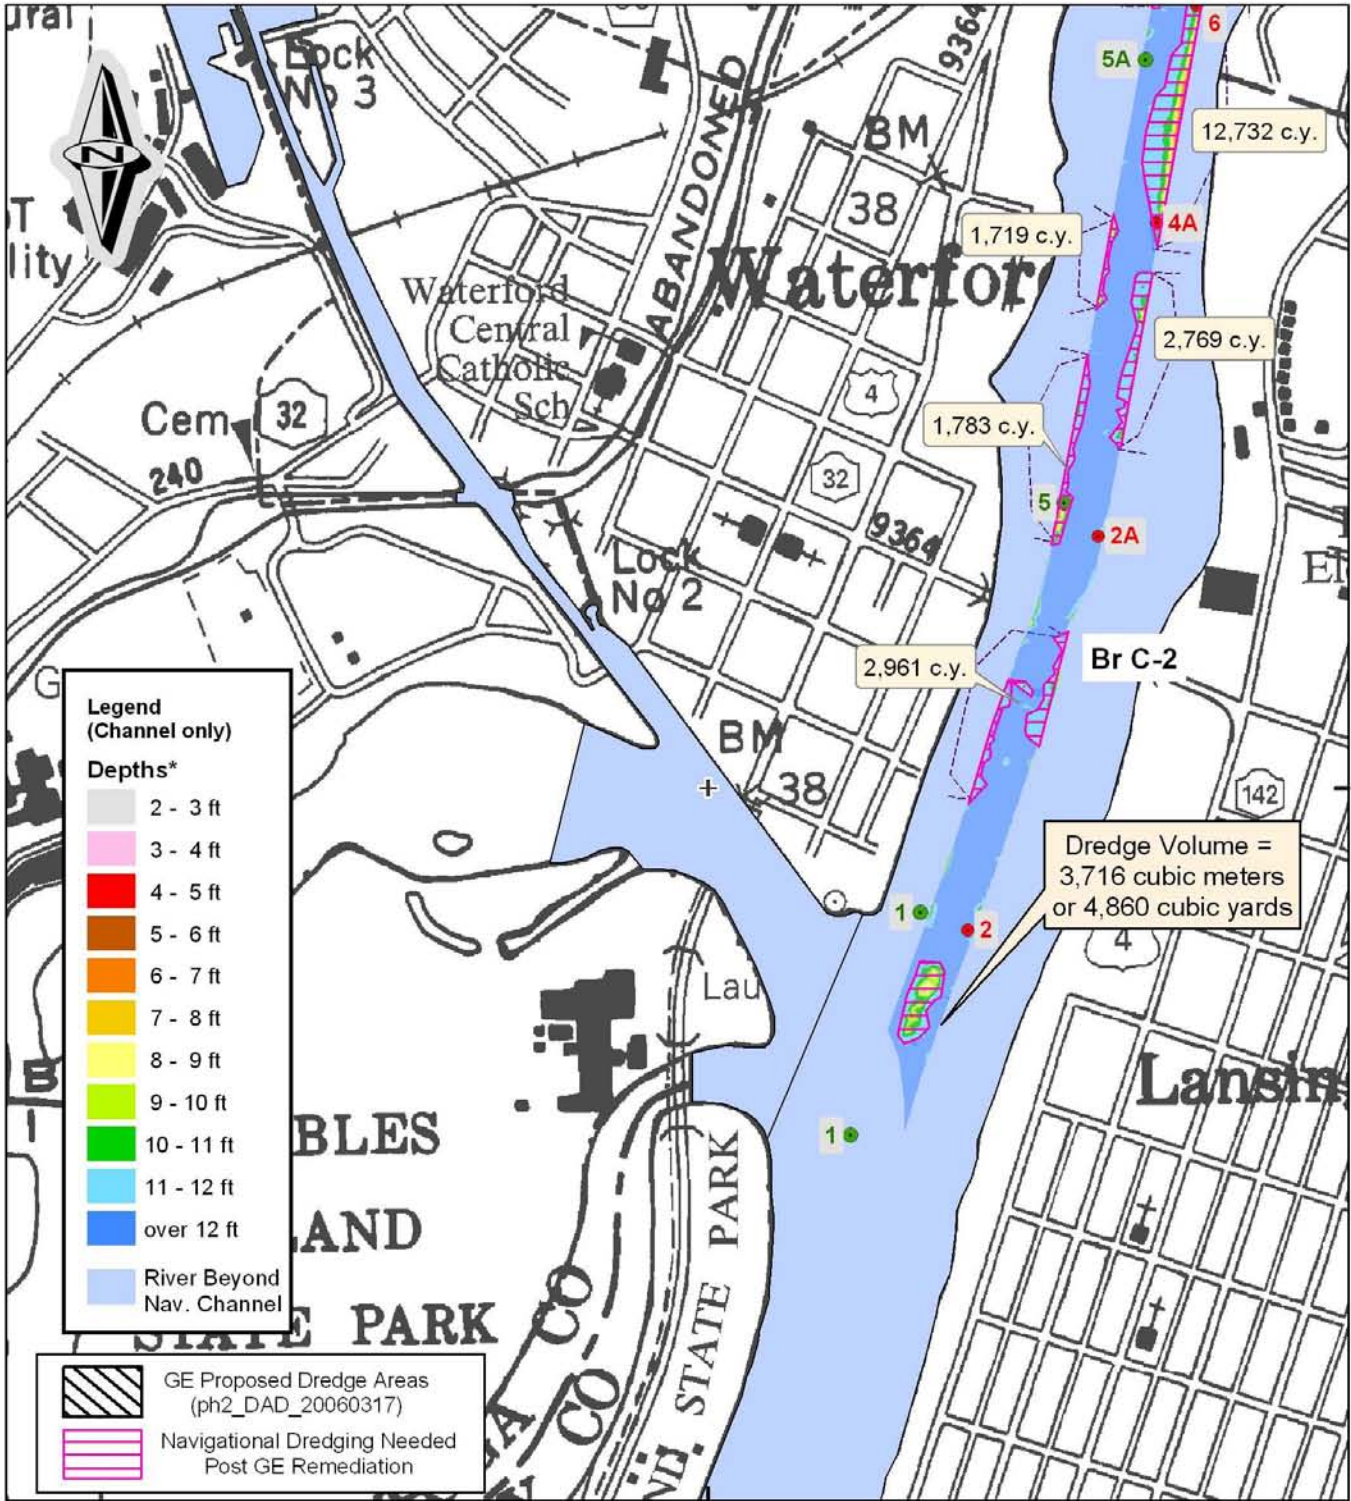 ural
Lock
No 3
6
5A
9364
12,732 c.y.
BM
38
ABANDONED
N
4A
1,719 c.y.
lity
Waterford
Waterford
Central
Catholic
Sch
2,769 c.y.
4
Cem
32
1,783 c.y.
240
32
5
9364
2A
Lock
No 2
Br C-2
2,961 c.y.
G
BM
38
142
Legend
(Channel only)
Depths*
2 - 3 ft
3 - 4 ft
4 - 5 ft
5 - 6 ft
6 - 7 ft
7 - 8 ft
8 - 9 ft
9 - 10 ft
10 - 11 ft
11 - 12 ft
over 12 ft
River Beyond
Nav. Channel
Dredge Volume =
3,716 cubic meters
or 4,860 cubic yards
1
2
4
Lau
Lansin
1
B
BLES
LAND
STATE PARK
CO
CO
STATE PARK
GE Proposed Dredge Areas
(ph2_DAD_20060317)
Navigational Dredging Needed
Post GE Remediation